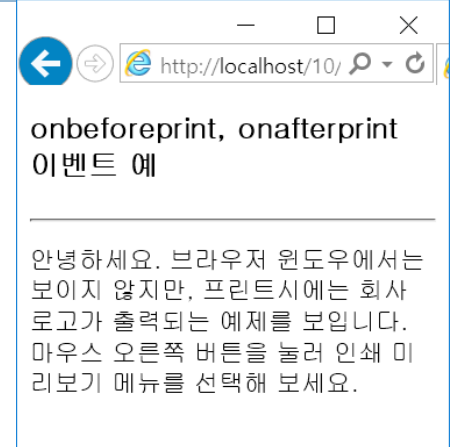 http://localhost/10/
onbeforeprint, onafterprint
이벤트 예
안녕하세요. 브라우저 윈도우에서는
보이지 않지만, 프린트시에는 회사
로고가 출력되는 예제를 보입니다.
마우스 오른쪽 버튼을 눌러 인쇄 미
리보기 메뉴를 선택해 보세요.